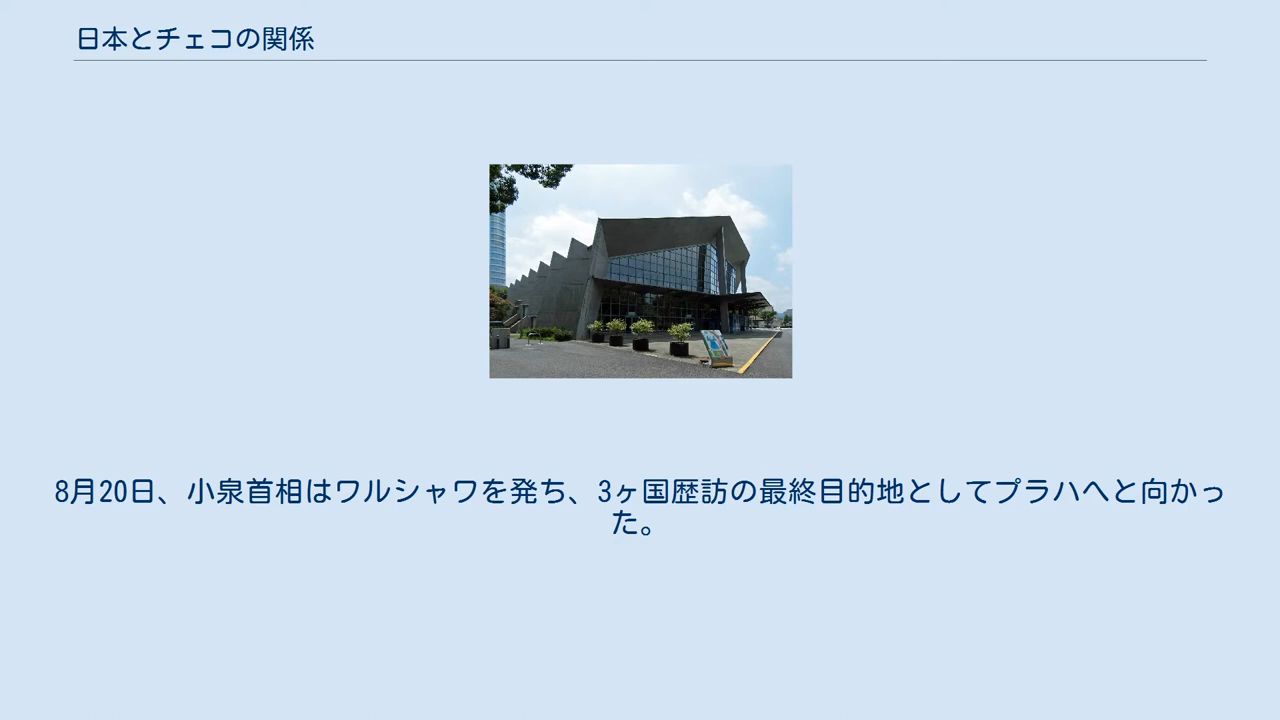 日本とチェコの関係
8月20日、小泉首相はワルシャワを発ち、3ヶ国歴訪の最終目的地としてプラハへと向かっ
た。